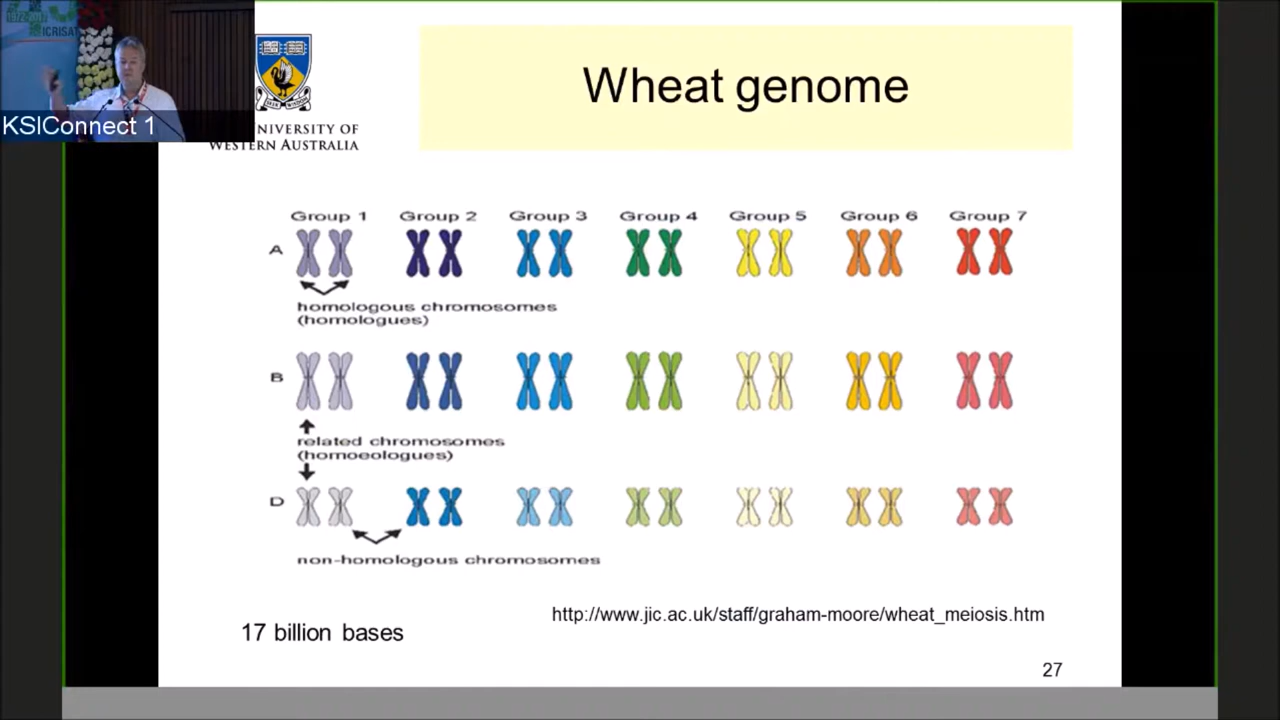 ICRISAT
KSIConnect 1
UNIVERSITY OF
WESTERN AUSTRALIA
Wheat genome
Group 1 Group 2 Group 3 Group 4 Group 5 Group 6 Group 7
A
homologous chromosomes
(homologues)
B
related chromosomes
(homoeologues)
D
non-homologous chromosomes
http://www.jic.ac.uk/staff/graham-moore/wheat_meiosis.htm
17 billion bases
27